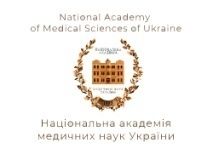 National Academy
of Medical Sciences of Ukraine
Національна академія
медичних наук України